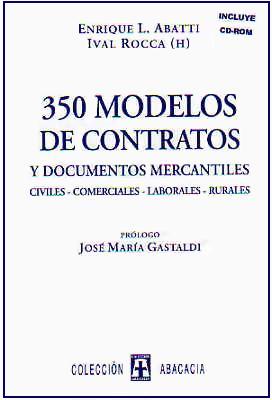 ENRIQUE L. ABATTI
IVAL ROCCA (H)
INCLUYE
CD-ROM
350 MODELOS
DE CONTRATOS
Y DOCUMENTOS MERCANTILES
CIVILES - COMERCIALES - LABORALES - RURALES
PRÓLOGO
JOSÉ MARÍA GASTALDI
COLECCIÓN ABACACIA